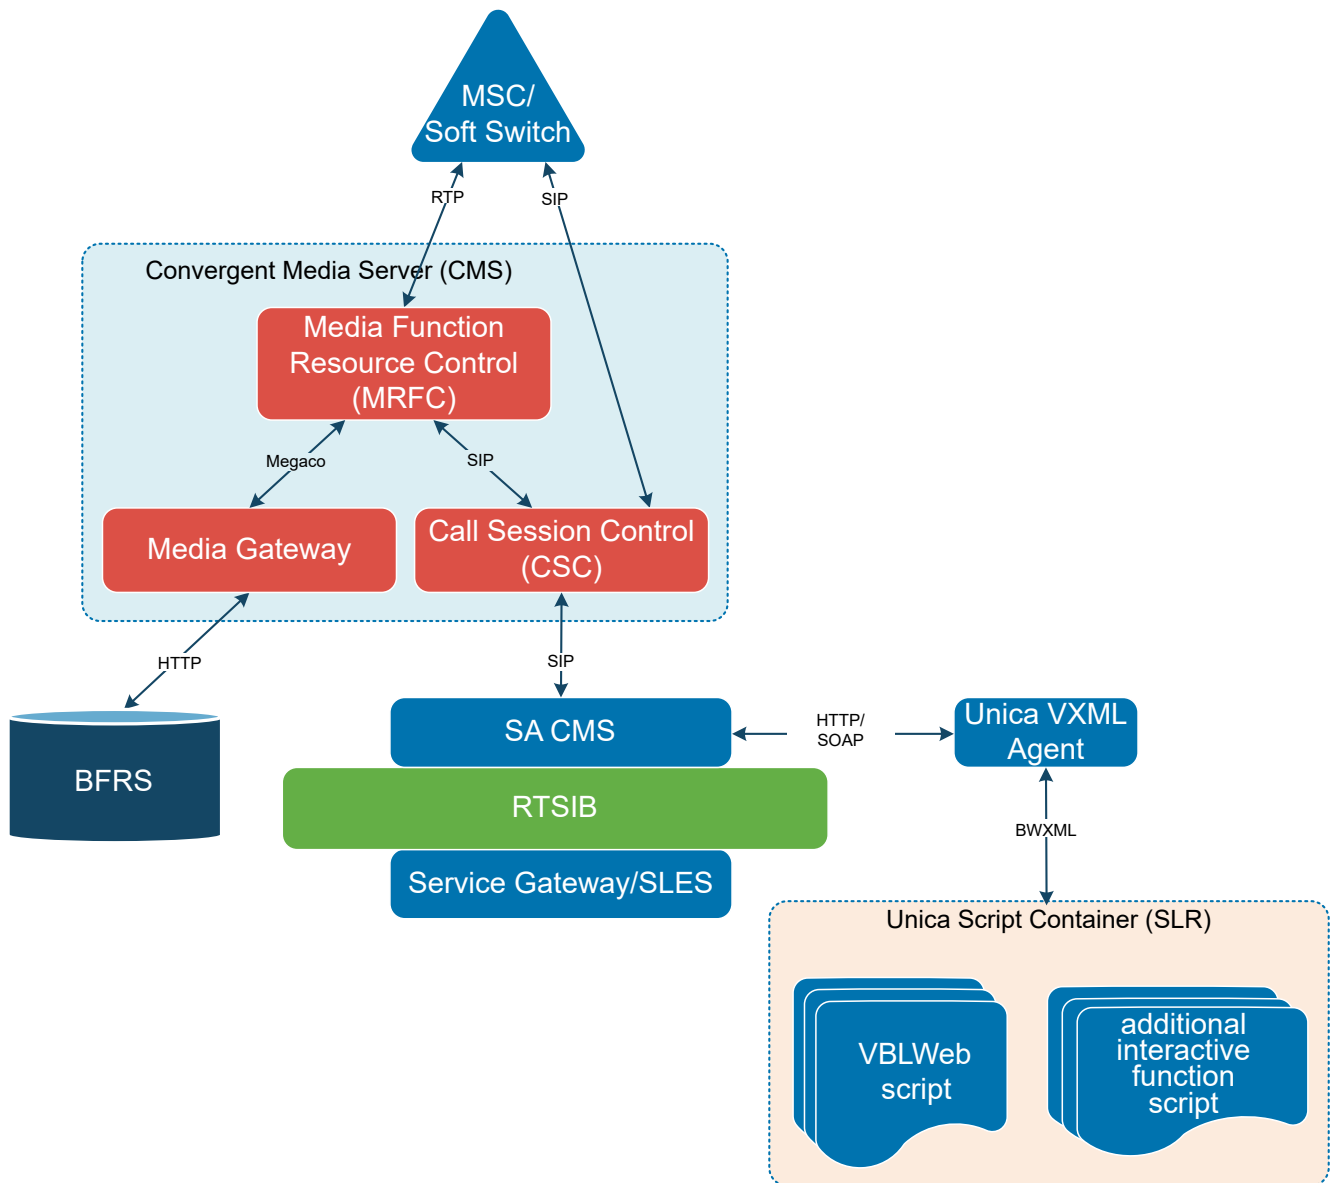 MSC/
Soft Switch
RTP
SIP
Convergent Media Server (CMS)
Media Function
Resource Control
(MRFC)
Megaco
SIP
Media Gateway
Call Session Control
(CSC)
HTTP
SIP
BFRS
SA CMS
HTTP/
SOAP
Unica VXML
Agent
RTSIB
BWXML
Service Gateway/SLES
Unica Script Container (SLR)
VBLWeb
script
additional
interactive
function
script